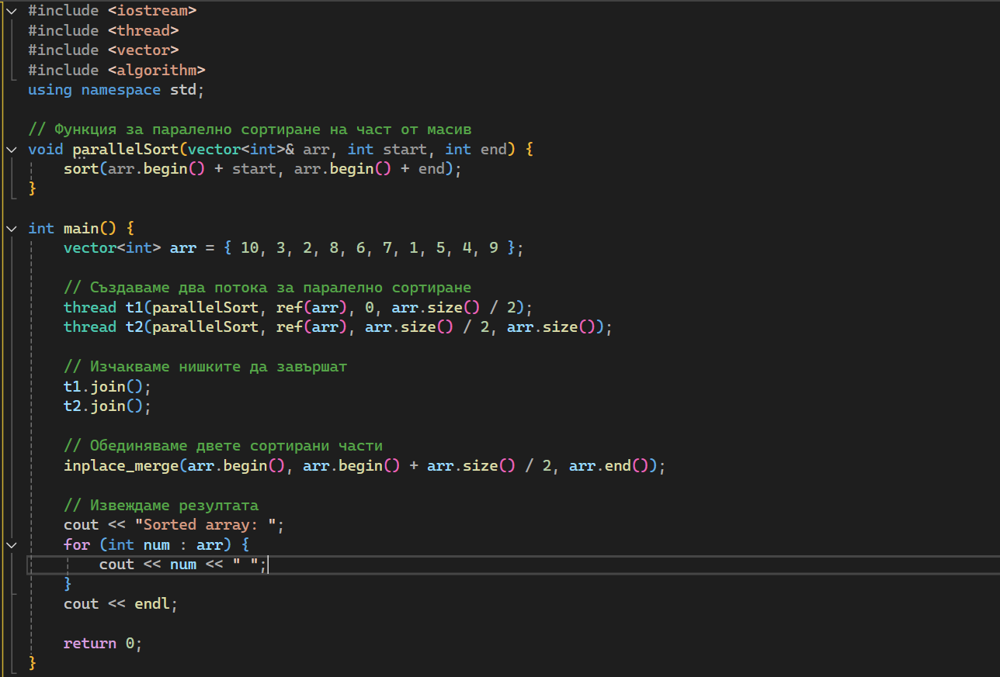 #include <iostream>
#include <thread>
#include <vector>
#include <algorithm>
using namespace std;
// Функция за паралелно сортиране на част от масив
void parallelSort(vector<int>& arr, int start, int end) {
sort(arr.begin() + start, arr.begin() + end);
}
int main() {
vector<int> arr = { 10, 3, 2, 8, 6, 7, 1, 5, 4, 9 };
// Създаваме два потока за паралелно сортиране
thread t1(parallelSort, ref(arr), 0, arr.size() / 2);
thread t2(parallelSort, ref(arr), arr.size() / 2, arr.size());
// Изчакваме нишките да завършат
t1.join();
t2.join();
// Обединяваме двете сортирани части
inplace_merge(arr.begin(), arr.begin() + arr.size() / 2, arr.end());
// Извеждаме резултата
cout << "Sorted array: ";
for (int num : arr) {
cout << num << " ";
}
cout << endl;
return 0;
}